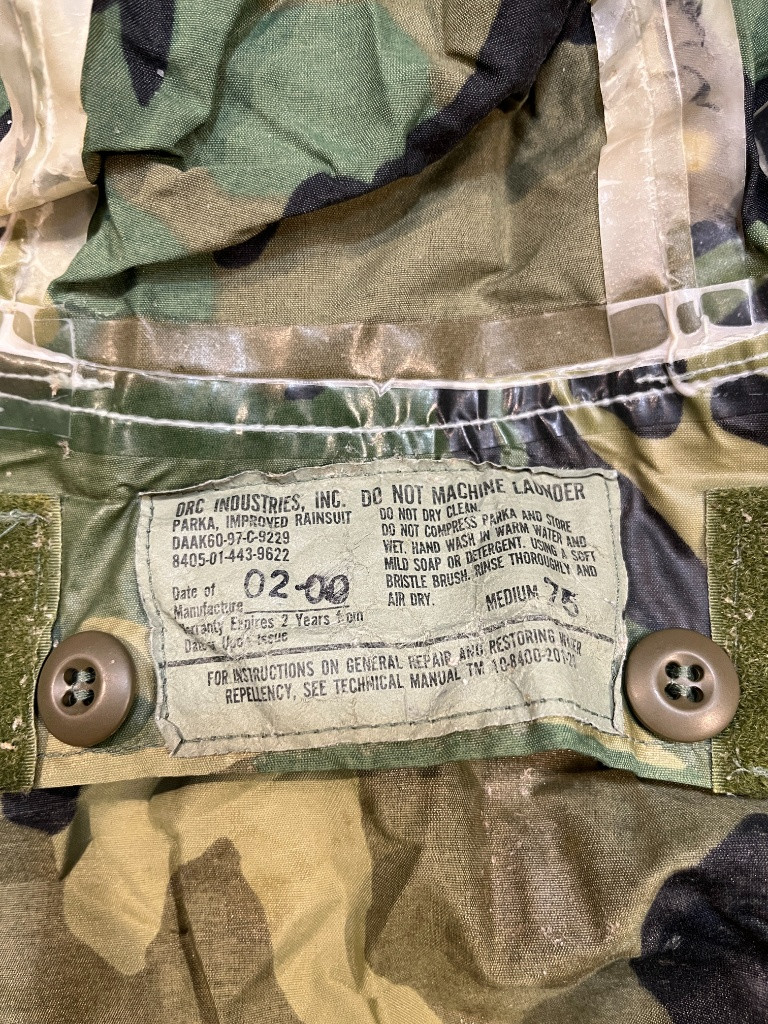 ORC INDUSTRIES, INC.
PARKA, IMPROVED RAINSUIT
DAAK60-97-C-9229
8405-01-443-9622
Date of
Manufacture 02-00
Warranty Expires 2 Years from
Date Upon Issue
DO NOT MACHINE LAUNDER
DO NOT DRY CLEAN.
DO NOT COMPRESS PARKA AND STORE
WET. HAND WASH IN WARM WATER AND
MILD SOAP OR DETERGENT. USING A SOFT
BRISTLE BRUSH. RINSE THOROUGHLY AND
AIR DRY.
MEDIUM 75
FOR INSTRUCTIONS ON GENERAL REPAIR AND RESTORING WATER
REPELLENCY, SEE TECHNICAL MANUAL TM 10-8400-201-23